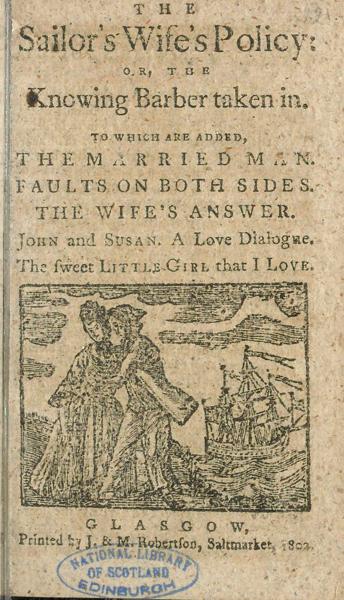 THE
Sailor's Wife's Policy:
OR, THE
Knowing Barber taken in.
TO WHICH ARE ADDED,
THE MARRIED MAN.
FAULTS ON BOTH SIDES.
THE WIFE'S ANSWER.
JOHN and SUSAN. A Love Dialogue.
The sweet LITTLE GIRL that I LOVE.
GLASGOW,
Printed by J. & M. Robertson, Saltmarket, 1802.
NATIONAL LIBRARY
OF SCOTLAND
EDINBURGH